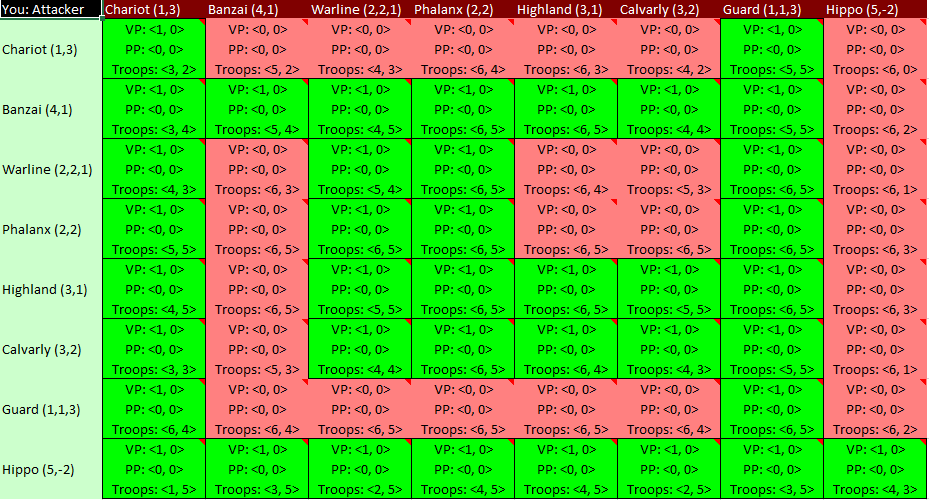 You: Attacker Chariot (1,3) Banzai (4,1) Warline (2,2,1) Phalanx (2,2) Highland (3,1) Calvarly (3,2) Guard (1,1,3) Hippo (5,-2)
VP: <1, 0> VP: <0, 0> VP: <0, 0> VP: <0, 0> VP: <0, 0> VP: <0, 0> VP: <1, 0> VP: <0, 0>
Chariot (1,3) PP: <0, 0> PP: <0, 0> PP: <0, 0> PP: <0, 0> PP: <0, 0> PP: <0, 0> PP: <0, 0> PP: <0, 0>
Troops: <3, 2> Troops: <5, 2> Troops: <4, 3> Troops: <6, 4> Troops: <6, 3> Troops: <4, 2> Troops: <5, 5> Troops: <6, 0>
VP: <1, 0> VP: <1, 0> VP: <1, 0> VP: <1, 0> VP: <1, 0> VP: <1, 0> VP: <1, 0> VP: <0, 0>
Banzai (4,1) PP: <0, 0> PP: <0, 0> PP: <0, 0> PP: <0, 0> PP: <0, 0> PP: <0, 0> PP: <0, 0> PP: <0, 0>
Troops: <3, 4> Troops: <5, 4> Troops: <4, 5> Troops: <6, 5> Troops: <6, 5> Troops: <4, 4> Troops: <5, 5> Troops: <6, 2>
VP: <1, 0> VP: <0, 0> VP: <1, 0> VP: <1, 0> VP: <0, 0> VP: <0, 0> VP: <1, 0> VP: <0, 0>
Warline (2,2,1) PP: <0, 0> PP: <0, 0> PP: <0, 0> PP: <0, 0> PP: <0, 0> PP: <0, 0> PP: <0, 0> PP: <0, 0>
Troops: <4, 3> Troops: <6, 3> Troops: <5, 4> Troops: <6, 5> Troops: <6, 4> Troops: <5, 3> Troops: <6, 5> Troops: <6, 1>
VP: <1, 0> VP: <0, 0> VP: <1, 0> VP: <1, 0> VP: <0, 0> VP: <0, 0> VP: <1, 0> VP: <0, 0>
Phalanx (2,2) PP: <0, 0> PP: <0, 0> PP: <0, 0> PP: <0, 0> PP: <0, 0> PP: <0, 0> PP: <0, 0> PP: <0, 0>
Troops: <5, 5> Troops: <6, 5> Troops: <6, 5> Troops: <6, 5> Troops: <6, 5> Troops: <6, 5> Troops: <6, 5> Troops: <6, 3>
VP: <1, 0> VP: <0, 0> VP: <1, 0> VP: <1, 0> VP: <1, 0> VP: <1, 0> VP: <1, 0> VP: <0, 0>
Highland (3,1) PP: <0, 0> PP: <0, 0> PP: <0, 0> PP: <0, 0> PP: <0, 0> PP: <0, 0> PP: <0, 0> PP: <0, 0>
Troops: <4, 5> Troops: <6, 5> Troops: <5, 5> Troops: <6, 5> Troops: <6, 5> Troops: <5, 5> Troops: <6, 5> Troops: <6, 3>
VP: <1, 0> VP: <0, 0> VP: <1, 0> VP: <1, 0> VP: <1, 0> VP: <1, 0> VP: <1, 0> VP: <0, 0>
Calvarly (3,2) PP: <0, 0> PP: <0, 0> PP: <0, 0> PP: <0, 0> PP: <0, 0> PP: <0, 0> PP: <0, 0> PP: <0, 0>
Troops: <3, 3> Troops: <5, 3> Troops: <4, 4> Troops: <6, 5> Troops: <6, 4> Troops: <4, 3> Troops: <5, 5> Troops: <6, 1>
VP: <1, 0> VP: <0, 0> VP: <0, 0> VP: <0, 0> VP: <0, 0> VP: <0, 0> VP: <1, 0> VP: <0, 0>
Guard (1,1,3) PP: <0, 0> PP: <0, 0> PP: <0, 0> PP: <0, 0> PP: <0, 0> PP: <0, 0> PP: <0, 0> PP: <0, 0>
Troops: <6, 4> Troops: <6, 4> Troops: <6, 5> Troops: <6, 5> Troops: <6, 5> Troops: <6, 4> Troops: <6, 5> Troops: <6, 2>
VP: <1, 0> VP: <1, 0> VP: <1, 0> VP: <1, 0> VP: <1, 0> VP: <1, 0> VP: <1, 0> VP: <1, 0>
Hippo (5,-2) PP: <0, 0> PP: <0, 0> PP: <0, 0> PP: <0, 0> PP: <0, 0> PP: <0, 0> PP: <0, 0> PP: <0, 0>
Troops: <1, 5> Troops: <3, 5> Troops: <2, 5> Troops: <4, 5> Troops: <4, 5> Troops: <2, 5> Troops: <3, 5> Troops: <4, 3>